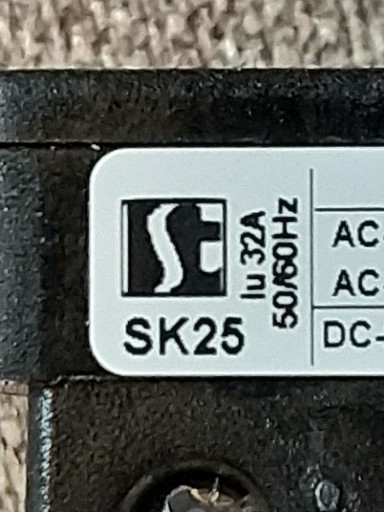 St
SK25
Iu 32A
50/60Hz
AC-
AC-
DC-